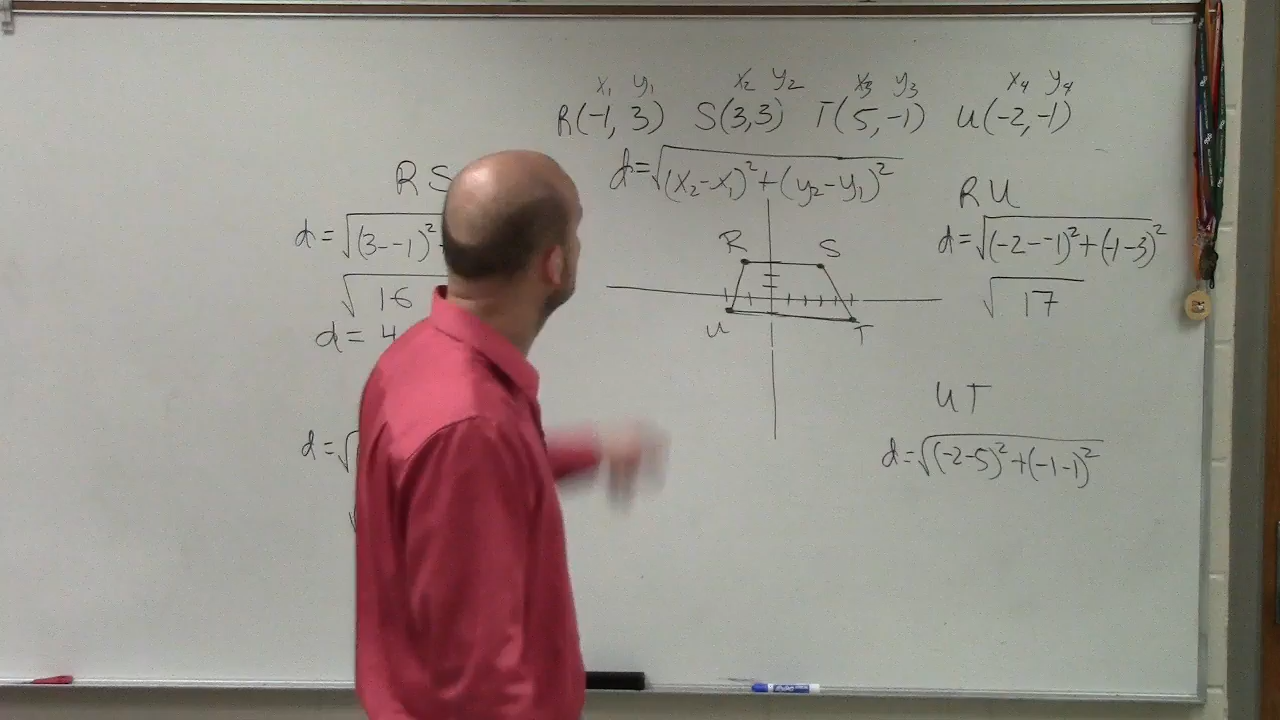 x₁ y₁ x₂ y₂ x₃ y₃ x₄ y₄
R(-1, 3) S(3,3) T(5,-1) U(-2,-1)
d=√(x₂-x₁)²+(y₂-y₁)²
RS
d=√(3--1)²
√16
d=4
d=√
R S
U T
RU
d=√(-2--1)²+(-1-3)²
√17
UT
d=√(-2-5)²+(-1-1)²